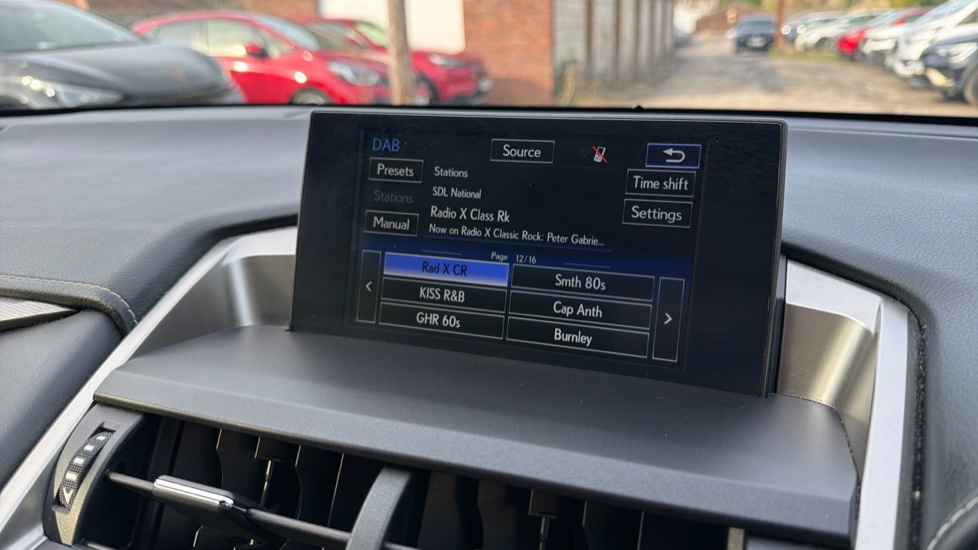 DAB
Source
Presets
Stations
Time shift
Stations
SDL National
Manual
Radio X Class Rk
Settings
Now on Radio X Classic Rock: Peter Gabrie...
Page 12/16
Rad X CR
Smth 80s
KISS R&B
Cap Anth
GHR 60s
Burnley